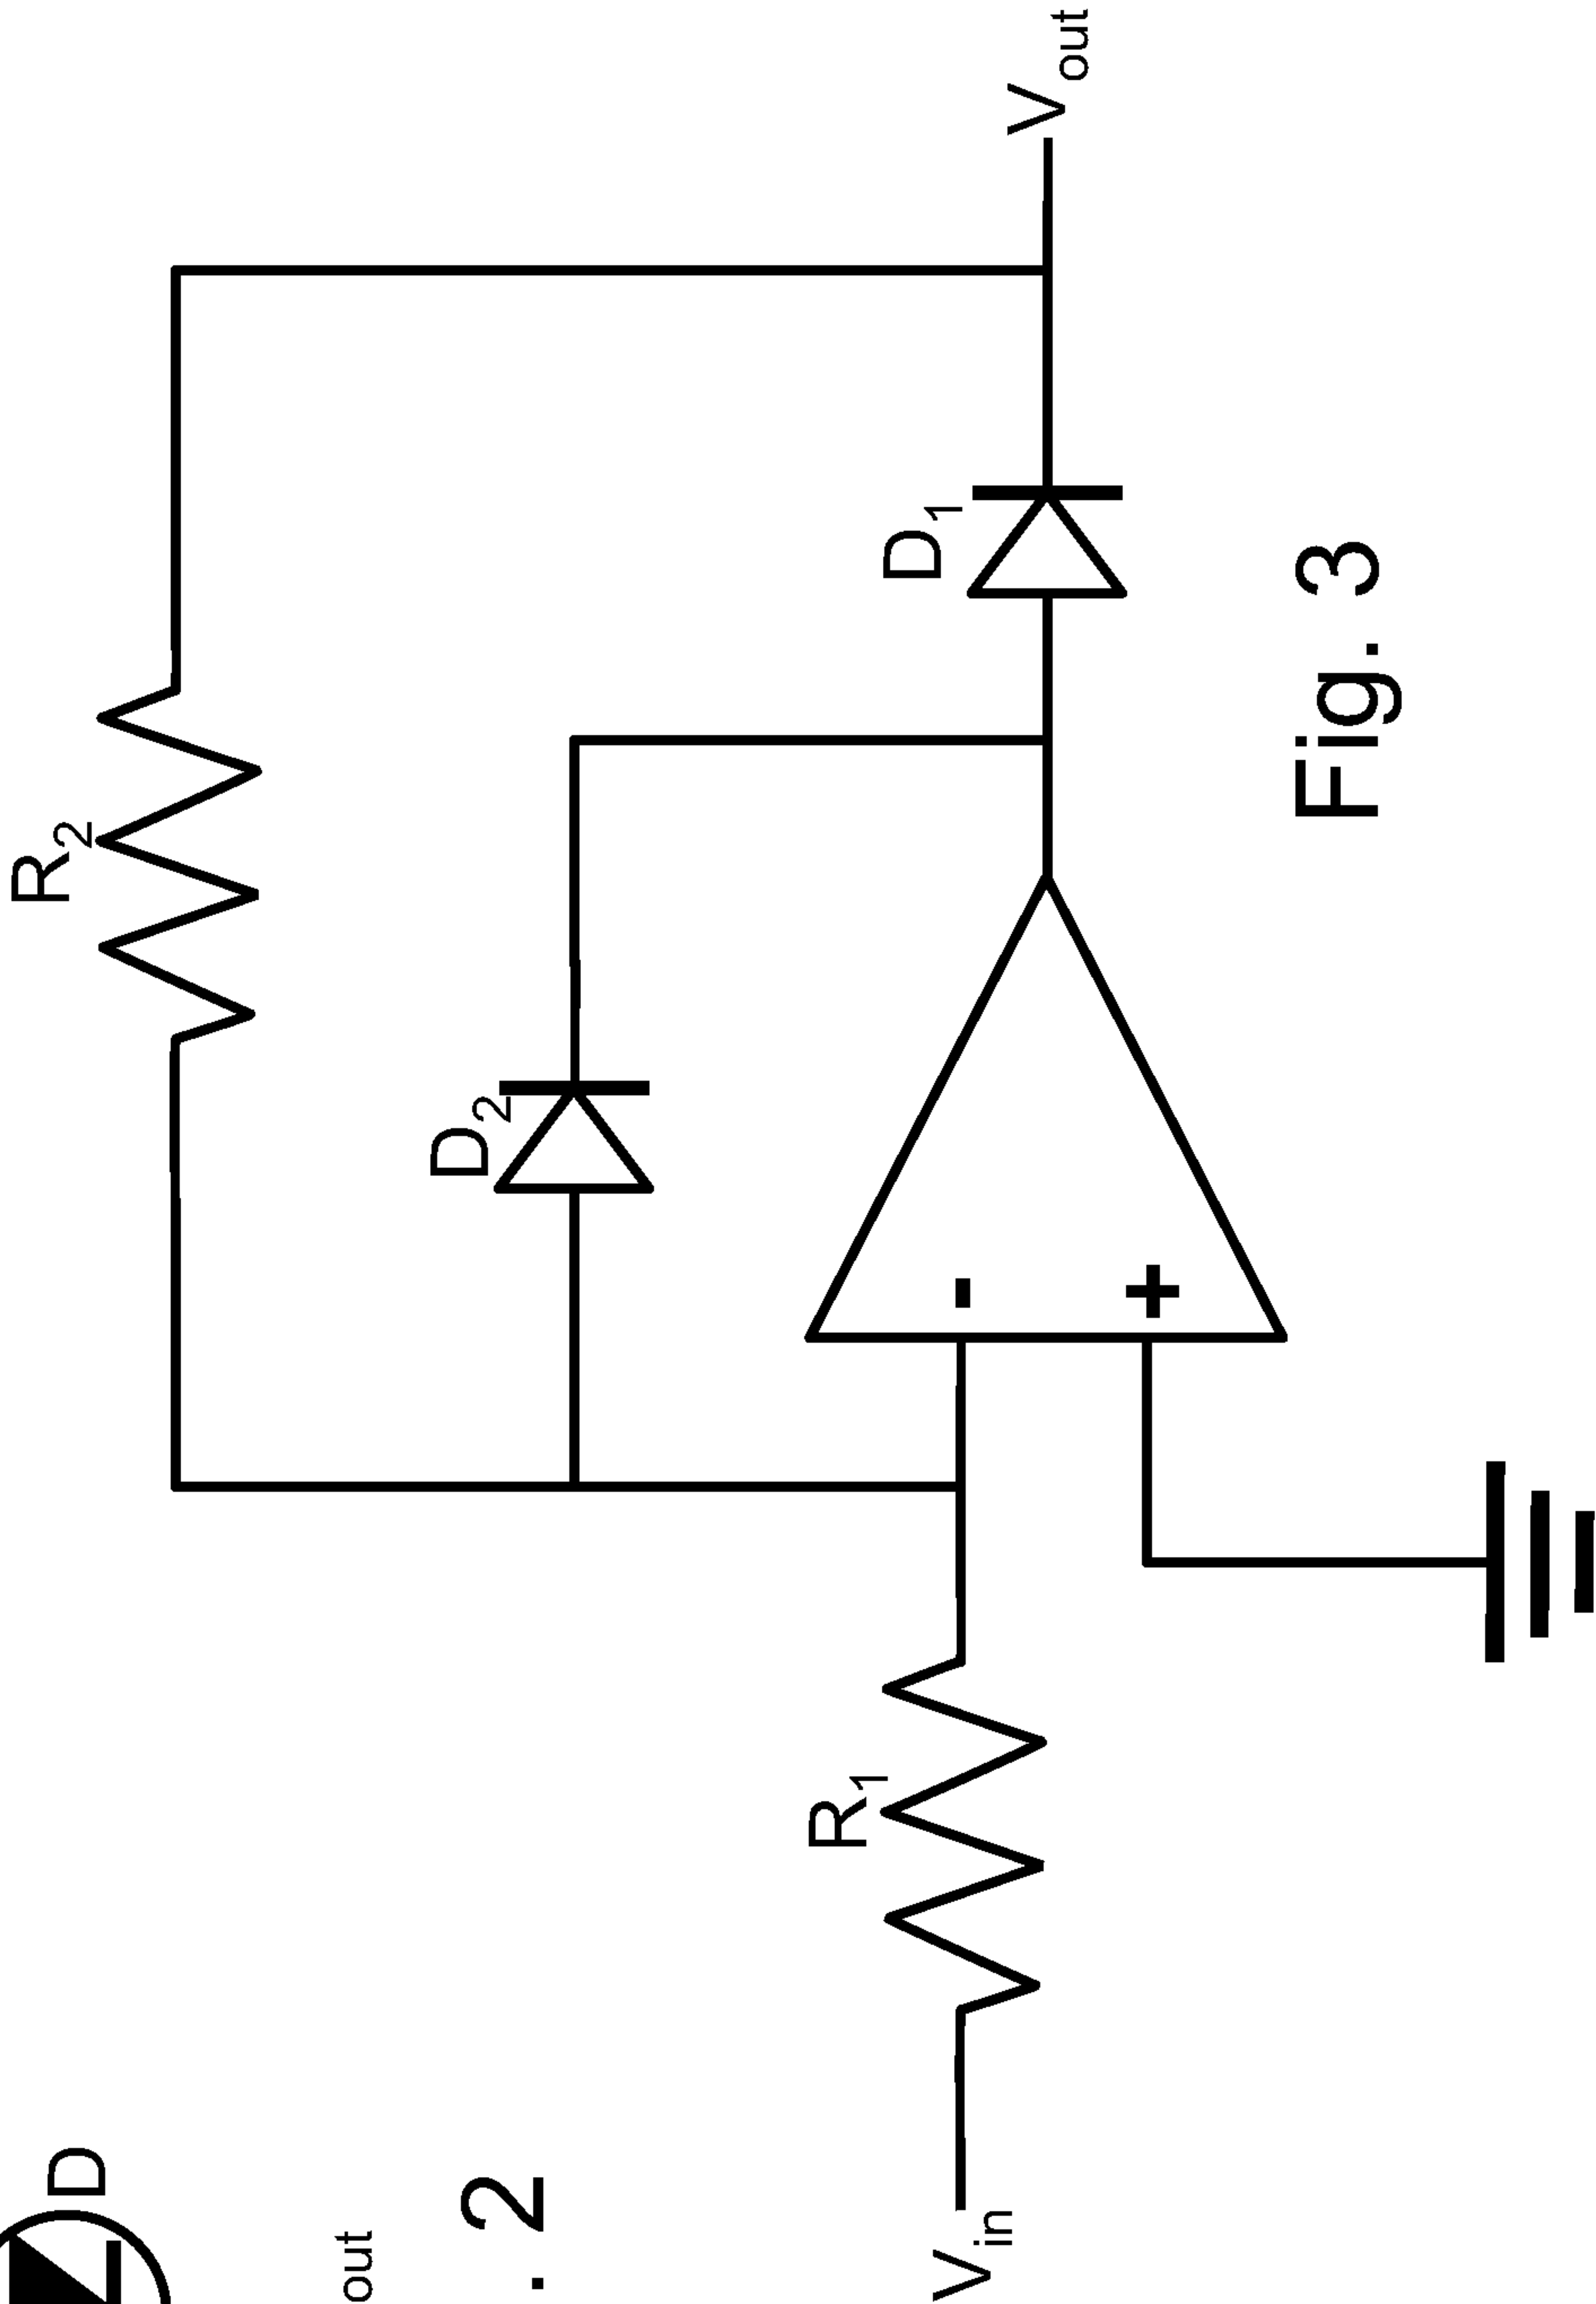 R2
D2
D1
Vout
-
+
R1
Vin
Fig. 3
D
out
. 2